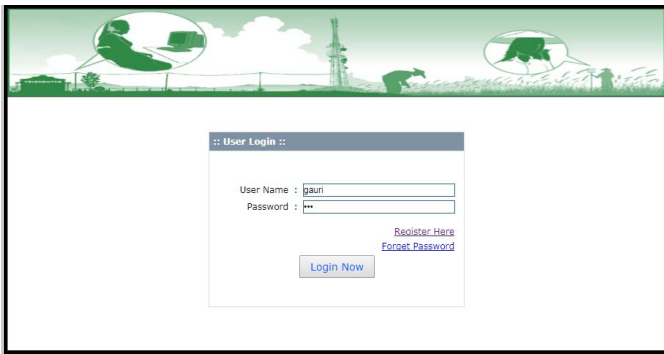 :: User Login ::
User Name : gauri
Password : •••
Register Here
Forget Password
Login Now